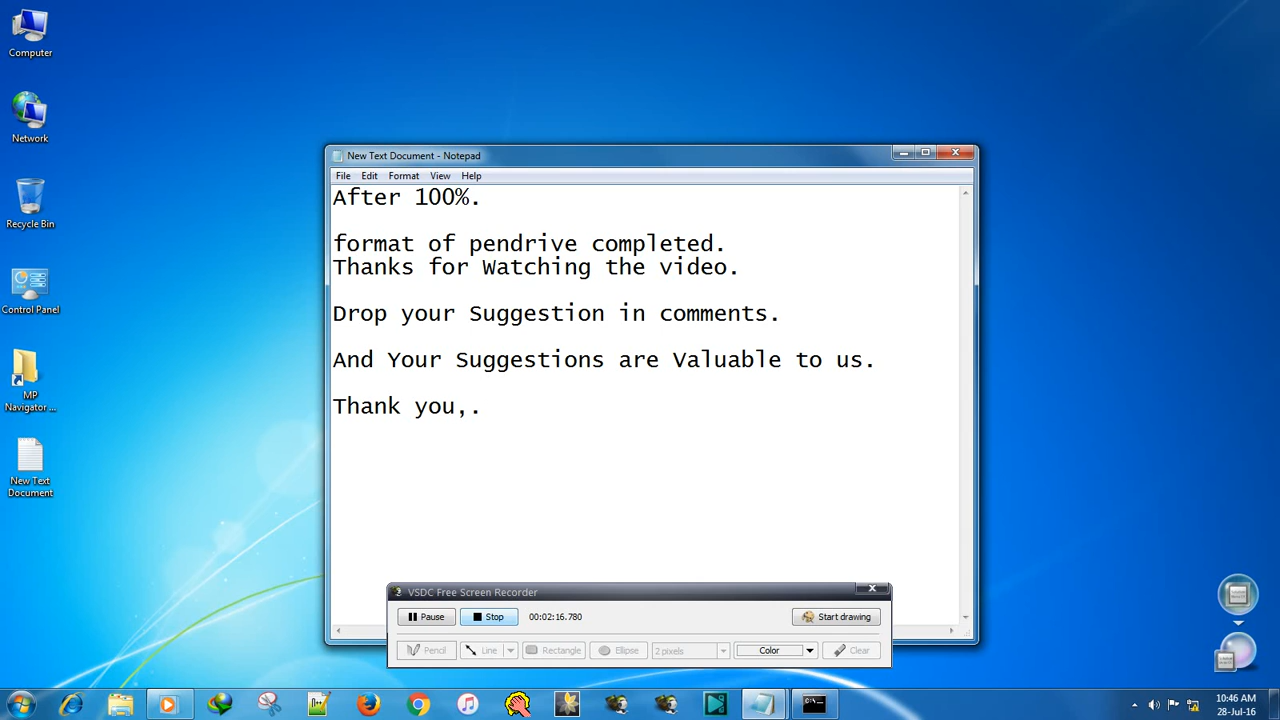 Computer
Network
Recycle Bin
Control Panel
MP
Navigator ...
New Text
Document
New Text Document - Notepad
File Edit Format View Help
After 100%.
format of pendrive completed.
Thanks for Watching the video.
Drop your Suggestion in comments.
And Your Suggestions are Valuable to us.
Thank you,.
VSDC Free Screen Recorder
Pause Stop 00:02:16.780 Start drawing
Pencil Line Rectangle Ellipse 2 pixels Color Clear
10:46 AM
28-Jul-16